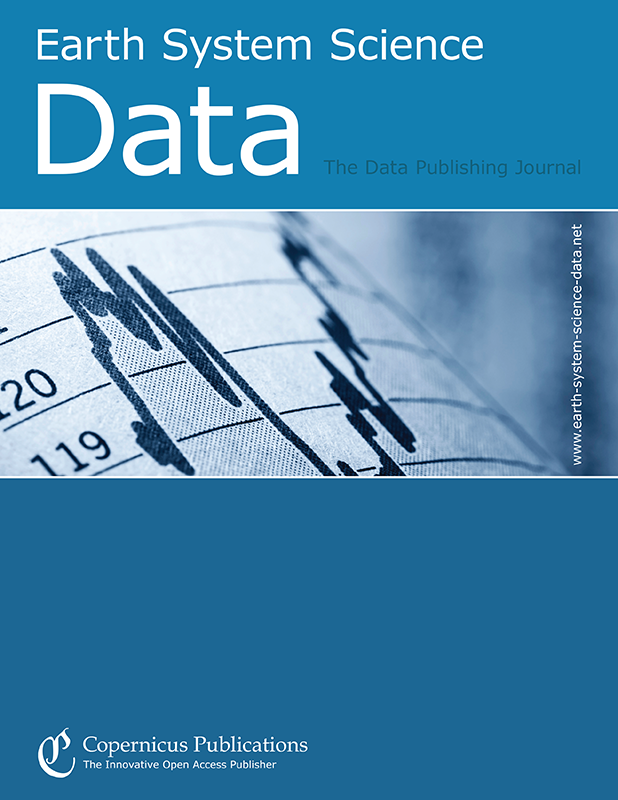 Earth System Science
Data
The Data Publishing Journal
www.earth-system-science-data.net
120
119
Copernicus Publications
The Innovative Open Access Publisher